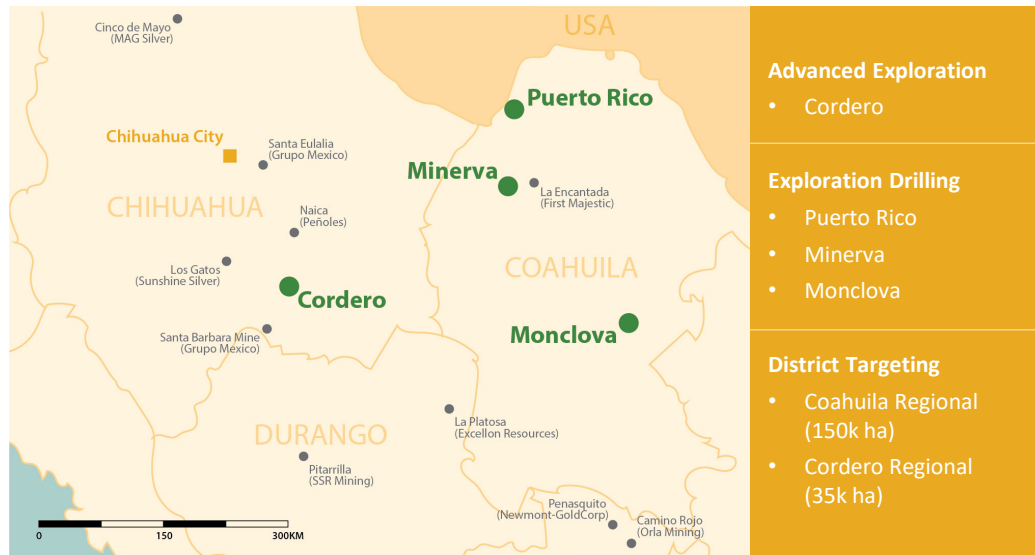 USA
Cinco de Mayo
(MAG Silver)
Puerto Rico
Chihuahua City
Santa Eulalia
(Grupo Mexico)
Minerva
La Encantada
(First Majestic)
CHIHUAHUA
Naica
(Peñoles)
Los Gatos
(Sunshine Silver)
COAHUILA
Cordero
Santa Barbara Mine
(Grupo Mexico)
Monclova
DURANGO
La Platosa
(Excellon Resources)
Pitarrilla
(SSR Mining)
Penasquito
(Newmont-GoldCorp)
Camino Rojo
(Orla Mining)
0 150 300KM
Advanced Exploration
• Cordero
Exploration Drilling
• Puerto Rico
• Minerva
• Monclova
District Targeting
• Coahuila Regional
(150k ha)
• Cordero Regional
(35k ha)